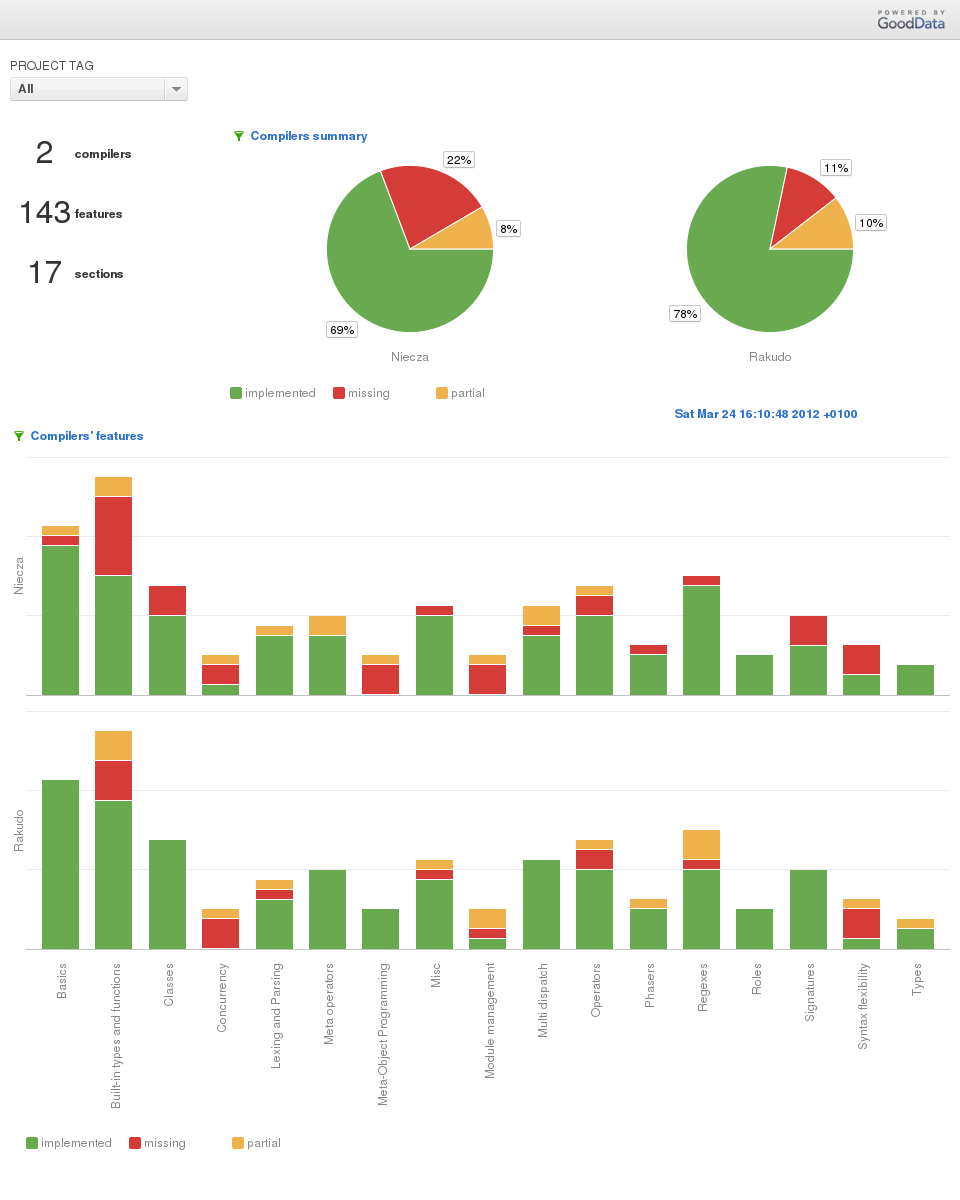 POWERED BY
GoodData
PROJECT TAG
All
2 compilers
143 features
17 sections
Compilers summary
22%
8%
69%
Niecza
11%
10%
78%
Rakudo
implemented missing partial
Sat Mar 24 16:10:48 2012 +0100
Compilers' features
Niecza
Rakudo
Basics
Built-in types and functions
Classes
Concurrency
Lexing and Parsing
Meta operators
Meta-Object Programming
Misc
Module management
Multi dispatch
Operators
Phasers
Regexes
Roles
Signatures
Syntax flexibility
Types
implemented missing partial